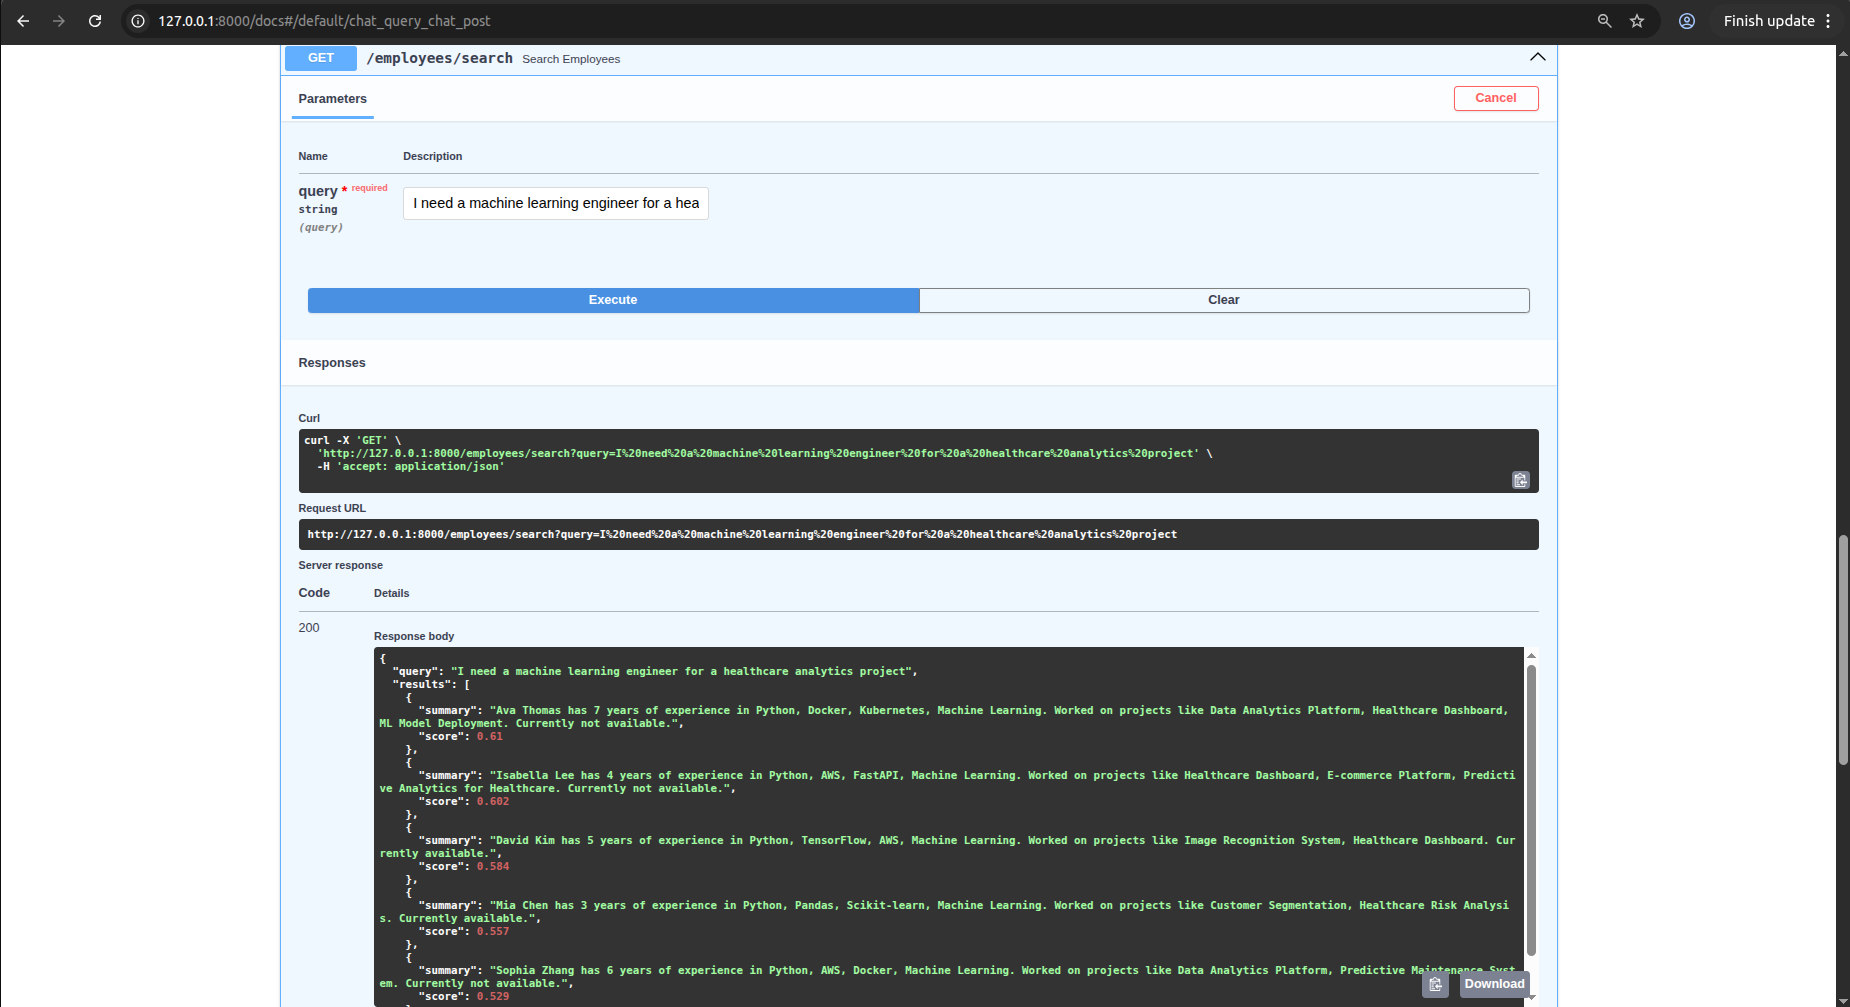 127.0.0.1:8000/docs#/default/chat_query_chat_post
Finish update
GET /employees/search Search Employees
Parameters
Cancel
Name Description
query * required
string
(query)
I need a machine learning engineer for a hea
Execute Clear
Responses
Curl
curl -X 'GET' \
'http://127.0.0.1:8000/employees/search?query=I%20need%20a%20machine%20learning%20engineer%20for%20a%20healthcare%20analytics%20project' \
-H 'accept: application/json'
Request URL
http://127.0.0.1:8000/employees/search?query=I%20need%20a%20machine%20learning%20engineer%20for%20a%20healthcare%20analytics%20project
Server response
Code Details
200
Response body
{
"query": "I need a machine learning engineer for a healthcare analytics project",
"results": [
{
"summary": "Ava Thomas has 7 years of experience in Python, Docker, Kubernetes, Machine Learning. Worked on projects like Data Analytics Platform, Healthcare Dashboard,
ML Model Deployment. Currently not available.",
"score": 0.61
},
{
"summary": "Isabella Lee has 4 years of experience in Python, AWS, FastAPI, Machine Learning. Worked on projects like Healthcare Dashboard, E-commerce Platform, Predicti
ve Analytics for Healthcare. Currently not available.",
"score": 0.602
},
{
"summary": "David Kim has 5 years of experience in Python, TensorFlow, AWS, Machine Learning. Worked on projects like Image Recognition System, Healthcare Dashboard. Cur
rently available.",
"score": 0.584
},
{
"summary": "Mia Chen has 3 years of experience in Python, Pandas, Scikit-learn, Machine Learning. Worked on projects like Customer Segmentation, Healthcare Risk Analysi
s. Currently available.",
"score": 0.557
},
{
"summary": "Sophia Zhang has 6 years of experience in Python, AWS, Docker, Machine Learning. Worked on projects like Data Analytics Platform, Predictive Maintenance Syst
em. Currently not available.",
"score": 0.529
Download